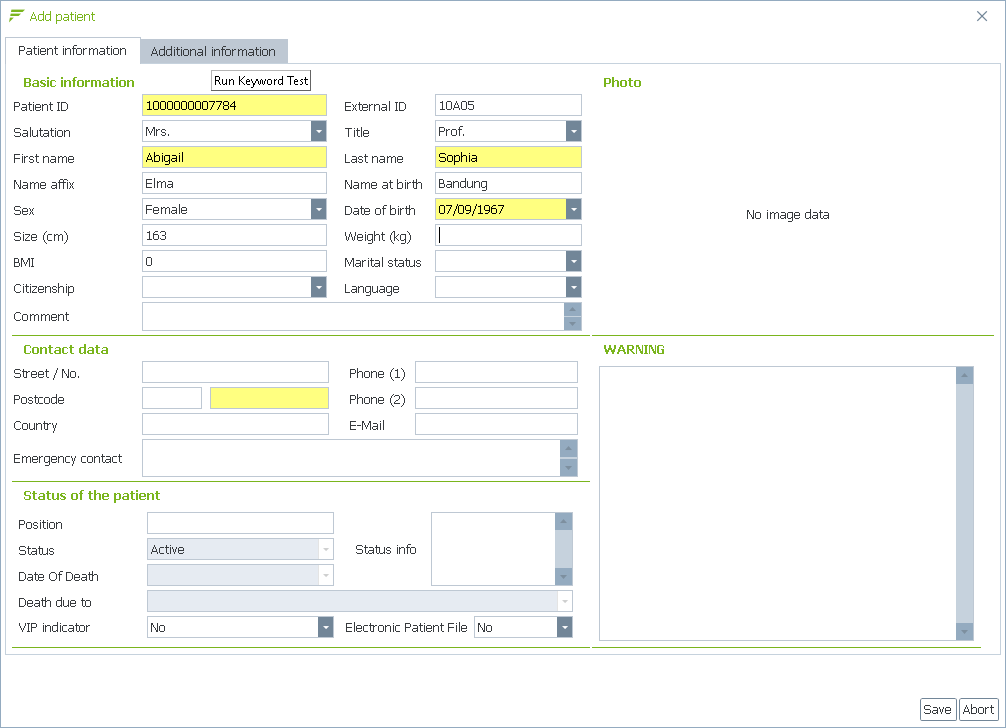 Add patient
Patient information Additional information
Basic information Run Keyword Test Photo
Patient ID 1000000007784 External ID 10A05
Salutation Mrs. Title Prof.
First name Abigail Last name Sophia
Name affix Elma Name at birth Bandung
Sex Female Date of birth 07/09/1967
No image data
Size (cm) 163 Weight (kg)
BMI 0 Marital status
Citizenship Language
Comment
Contact data WARNING
Street / No. Phone (1)
Postcode Phone (2)
Country E-Mail
Emergency contact
Status of the patient
Position
Status Active Status info
Date Of Death
Death due to
VIP indicator No Electronic Patient File No
Save Abort